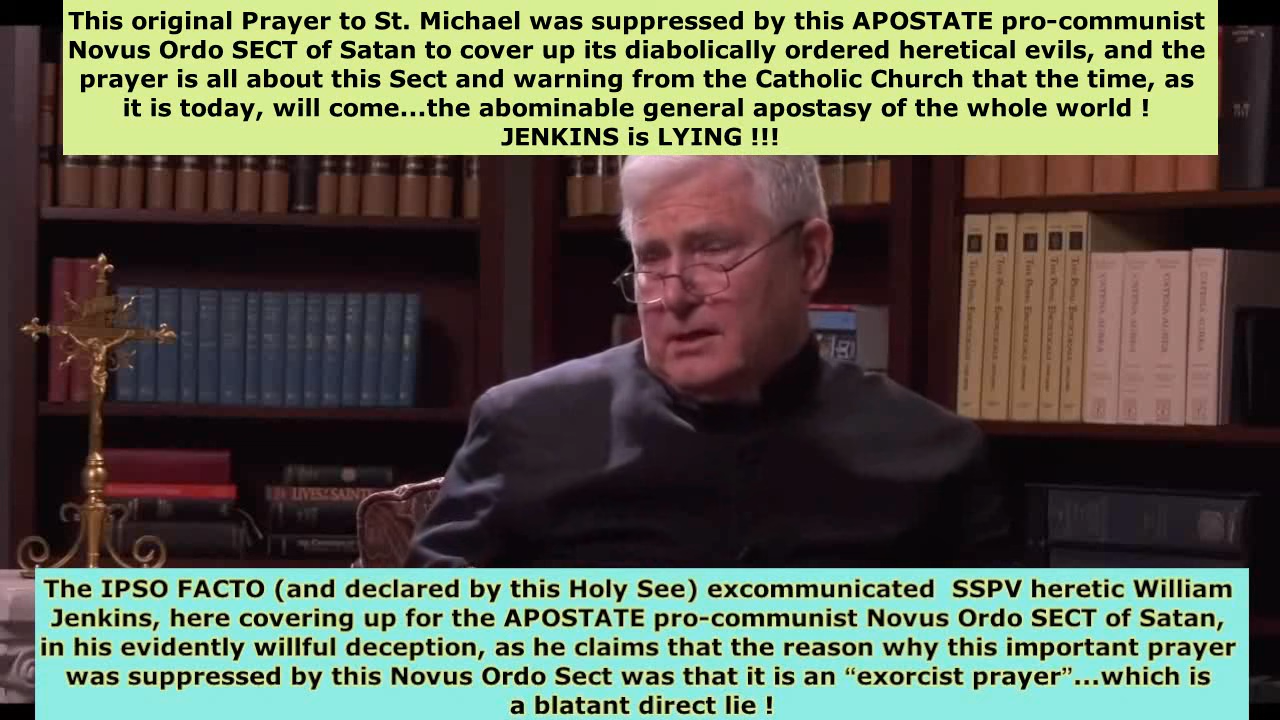 This original Prayer to St. Michael was suppressed by this APOSTATE pro-communist
Novus Ordo SECT of Satan to cover up its diabolically ordered heretical evils, and the
prayer is all about this Sect and warning from the Catholic Church that the time, as
it is today, will come...the abominable general apostasy of the whole world !
JENKINS is LYING !!!
LIVES OF SAINTS
The IPSO FACTO (and declared by this Holy See) excommunicated  SSPV heretic William
Jenkins, here covering up for the APOSTATE pro-communist Novus Ordo SECT of Satan,
in his evidently willful deception, as he claims that the reason why this important prayer
was suppressed by this Novus Ordo Sect was that it is an “exorcist prayer”...which is
a blatant direct lie !